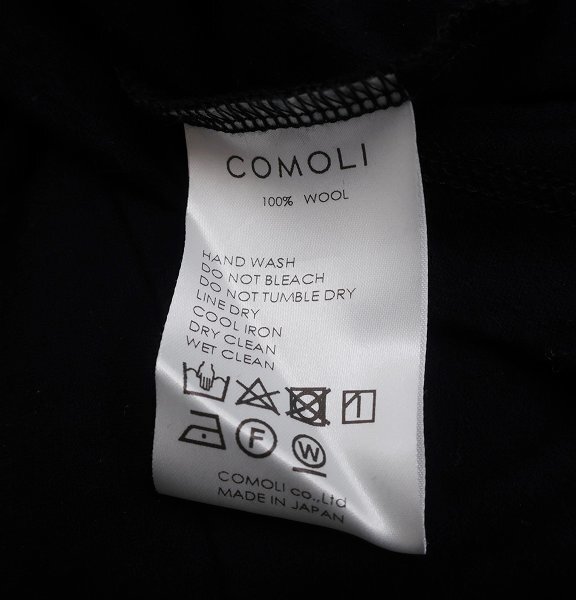 COMOLI
100% WOOL
HAND WASH
DO NOT BLEACH
DO NOT TUMBLE DRY
LINE DRY
COOL IRON
DRY CLEAN
WET CLEAN
F
W
COMOLI co.,Ltd
MADE IN JAPAN